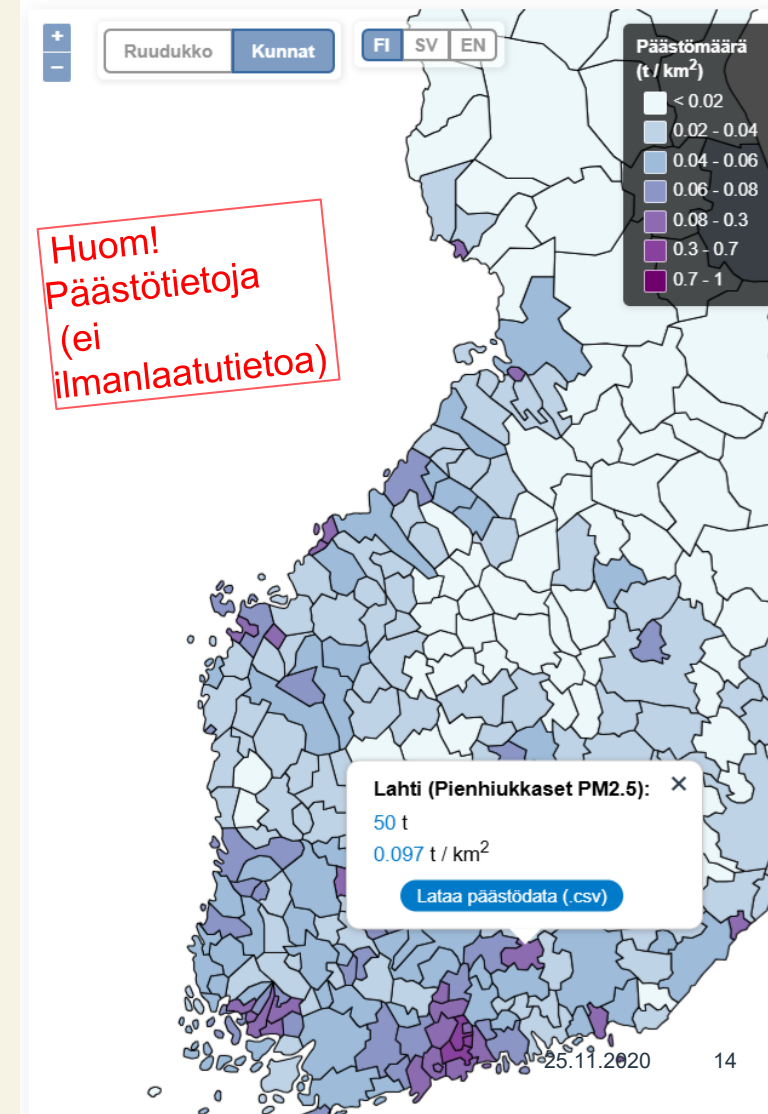 +
−
Ruudukko Kunnat
FI SV EN
Päästömäärä
(t / km²)
< 0.02
0.02 - 0.04
0.04 - 0.06
0.06 - 0.08
0.08 - 0.3
0.3 - 0.7
0.7 - 1
Huom!
Päästötietoja
(ei
ilmanlaatutietoa)
Lahti (Pienhiukkaset PM2.5): ×
50 t
0.097 t / km²
Lataa päästödata (.csv)
25.11.2020 14